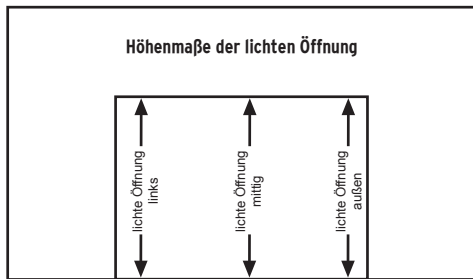 Höhenmaße der lichten Öffnung
lichte Öffnung
links
lichte Öffnung
mittig
lichte Öffnung
außen